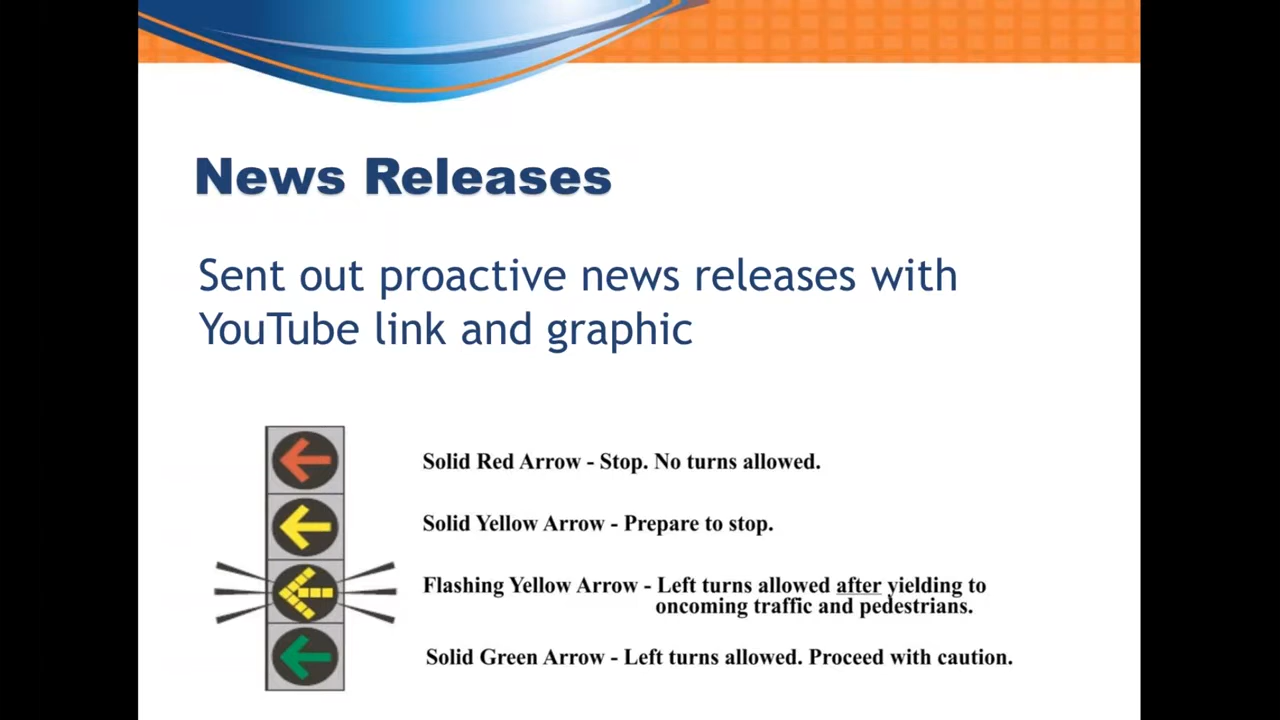 News Releases
Sent out proactive news releases with
YouTube link and graphic
Solid Red Arrow - Stop. No turns allowed.
Solid Yellow Arrow - Prepare to stop.
Flashing Yellow Arrow - Left turns allowed after yielding to
oncoming traffic and pedestrians.
Solid Green Arrow - Left turns allowed. Proceed with caution.